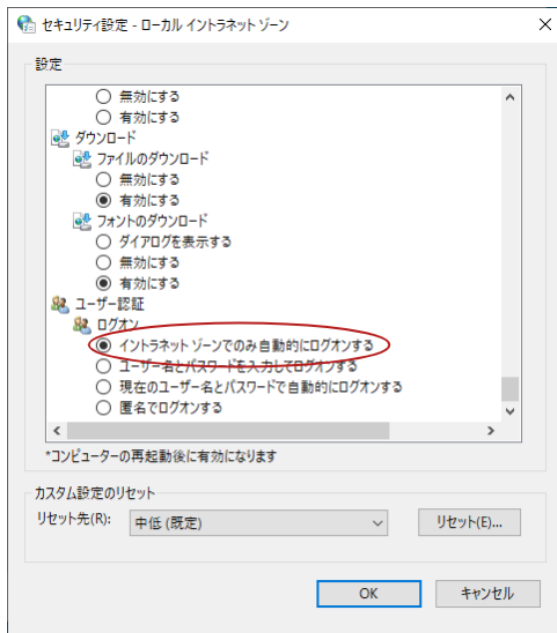 セキュリティ設定 - ローカル イントラネット ゾーン
設定
無効にする
有効にする
ダウンロード
ファイルのダウンロード
無効にする
有効にする
フォントのダウンロード
ダイアログを表示する
無効にする
有効にする
ユーザー認証
ログオン
イントラネット ゾーンでのみ自動的にログオンする
ユーザー名とパスワードを入力してログオンする
現在のユーザー名とパスワードで自動的にログオンする
匿名でログオンする
*コンピューターの再起動後に有効になります
カスタム設定のリセット
リセット先(R): 中低 (既定) リセット(E)...
OK キャンセル